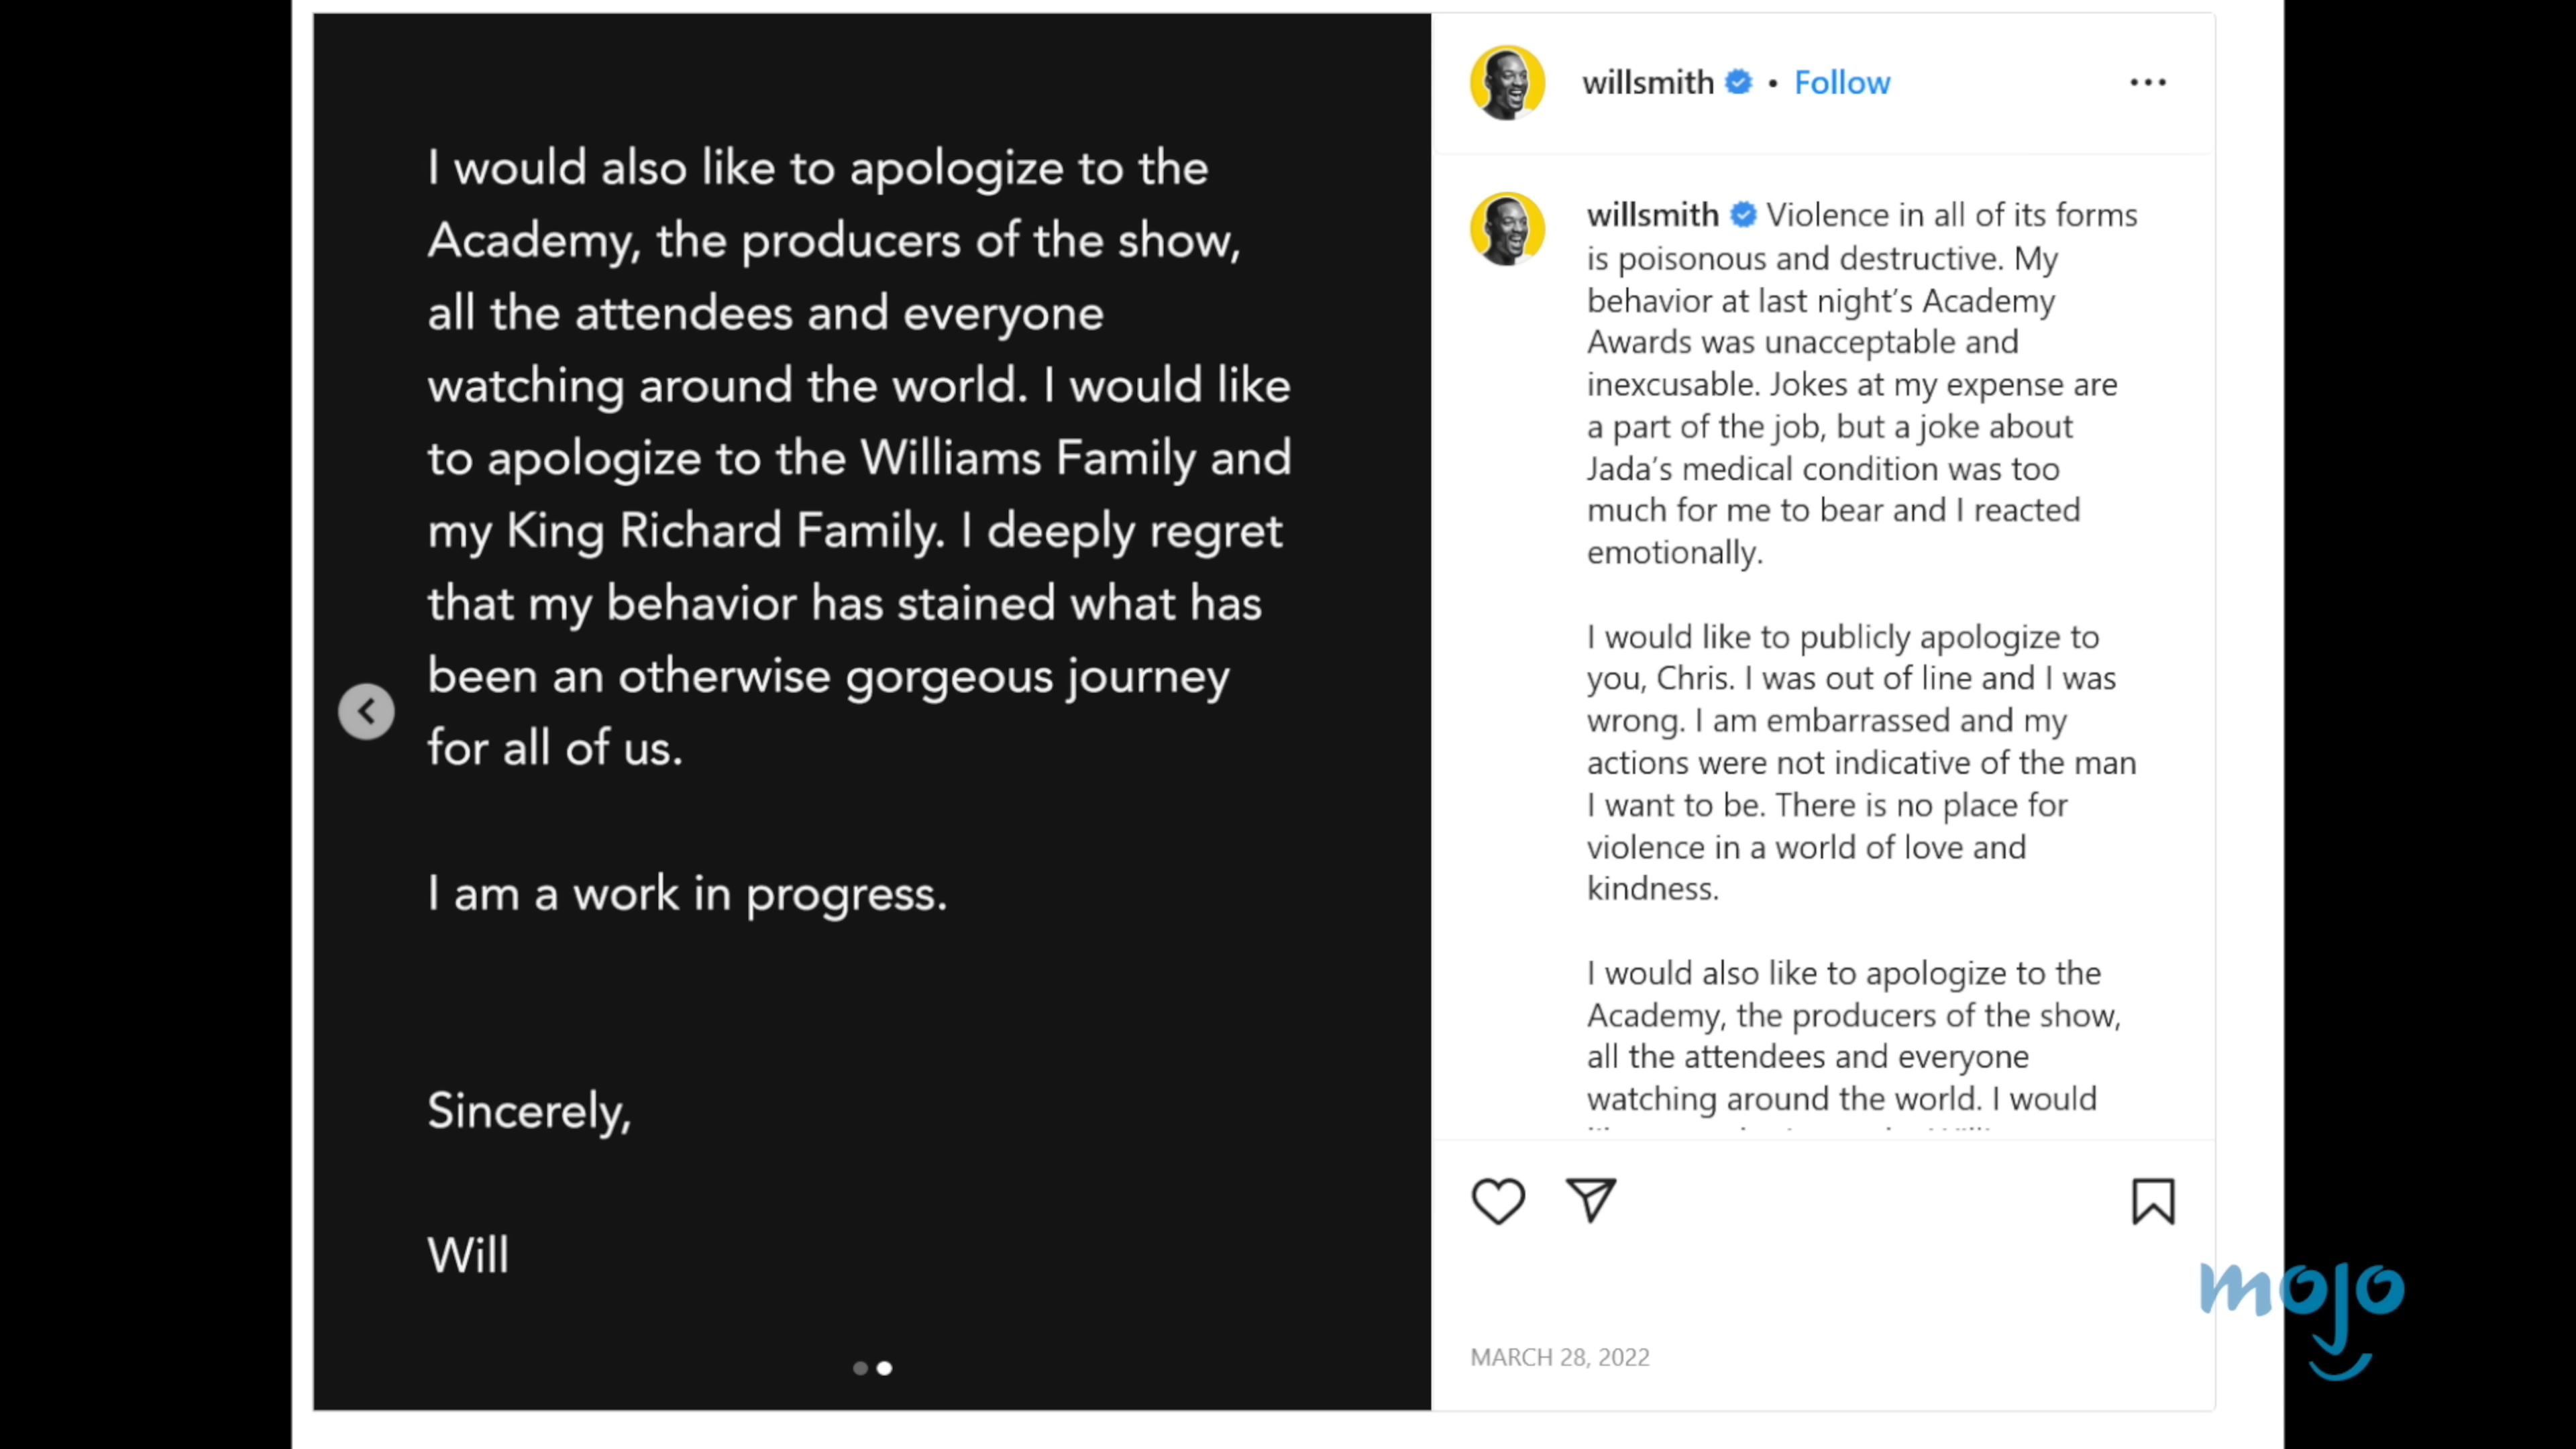 I would also like to apologize to the
Academy, the producers of the show,
all the attendees and everyone
watching around the world. I would like
to apologize to the Williams Family and
my King Richard Family. I deeply regret
that my behavior has stained what has
been an otherwise gorgeous journey
for all of us.
I am a work in progress.
Sincerely,
Will
willsmith • Follow
willsmith Violence in all of its forms
is poisonous and destructive. My
behavior at last night's Academy
Awards was unacceptable and
inexcusable. Jokes at my expense are
a part of the job, but a joke about
Jada's medical condition was too
much for me to bear and I reacted
emotionally.
I would like to publicly apologize to
you, Chris. I was out of line and I was
wrong. I am embarrassed and my
actions were not indicative of the man
I want to be. There is no place for
violence in a world of love and
kindness.
I would also like to apologize to the
Academy, the producers of the show,
all the attendees and everyone
watching around the world. I would
MARCH 28, 2022
mojo